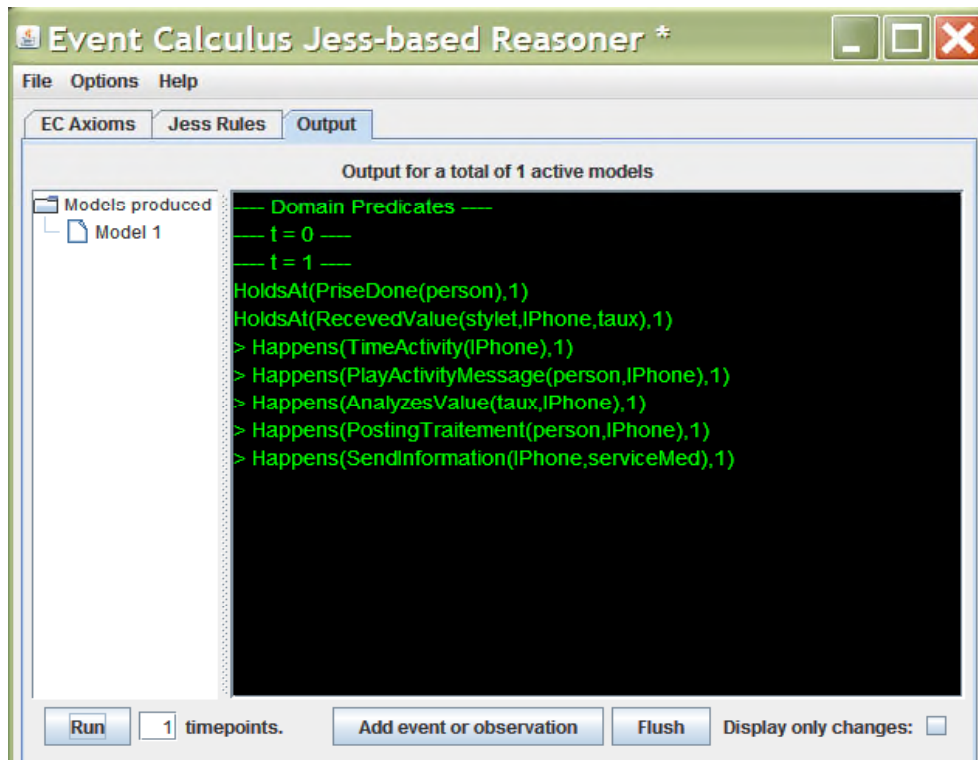 Event Calculus Jess-based Reasoner *
File Options Help
EC Axioms Jess Rules Output
Output for a total of 1 active models
Models produced
Model 1
---- Domain Predicates ----
---- t = 0 ----
---- t = 1 ----
HoldsAt(PriseDone(person),1)
HoldsAt(RecevedValue(stylet,IPhone,taux),1)
> Happens(TimeActivity(IPhone),1)
> Happens(PlayActivityMessage(person,IPhone),1)
> Happens(AnalyzesValue(taux,IPhone),1)
> Happens(PostingTraitement(person,IPhone),1)
> Happens(SendInformation(IPhone,serviceMed),1)
Run 1 timepoints. Add event or observation Flush Display only changes: